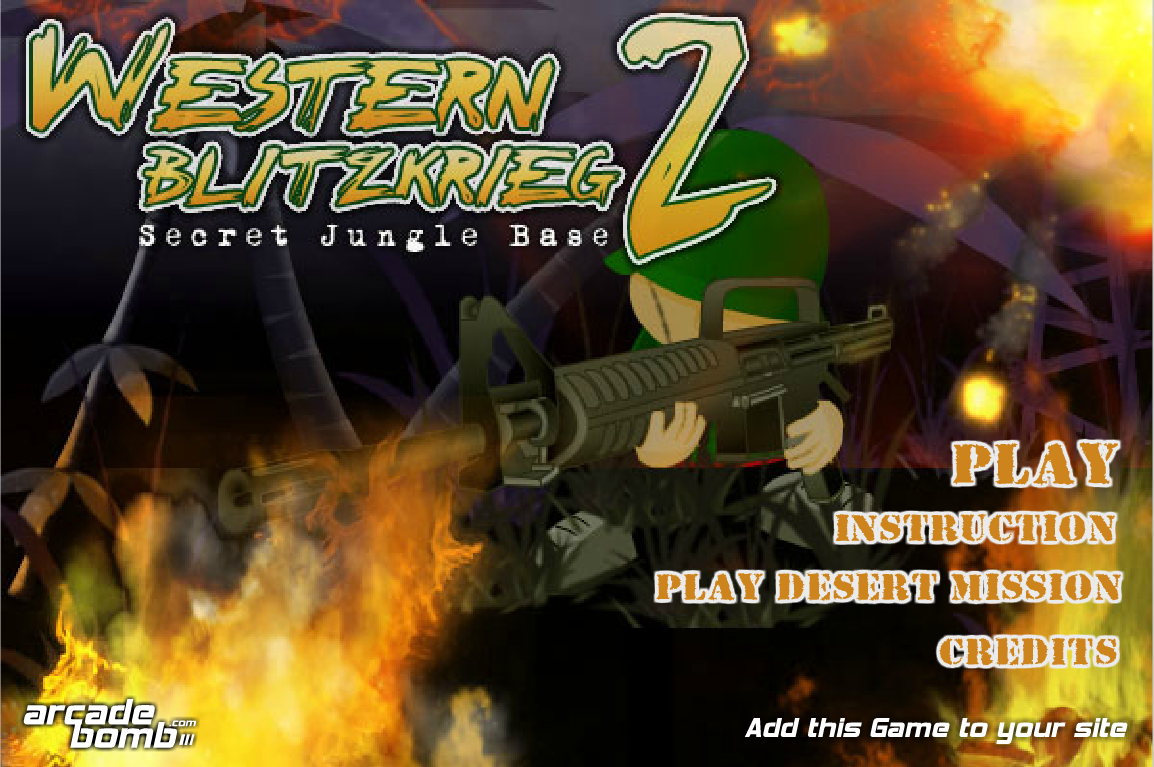 Western 2
Blitzkrieg
Secret Jungle Base
PLAY
INSTRUCTION
PLAY DESERT MISSION
CREDITS
arcade
bomb.com
Add this Game to your site